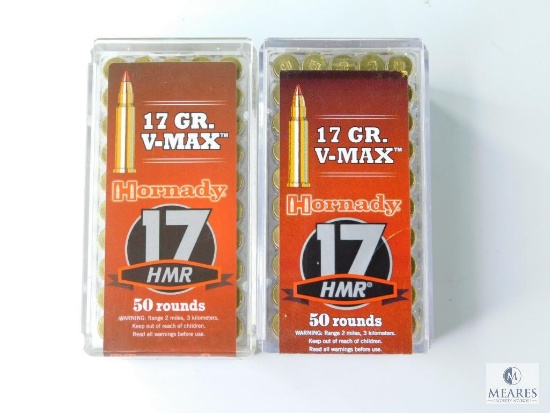 17 GR.
V-MAX™
Hornady
17
HMR
50 rounds
WARNING: Range 2 miles, 3 kilometers.
Keep out of reach of children.
Read all warnings before use.
17 GR.
V-MAX™
Hornady
17
HMR®
50 rounds
WARNING: Range 2 miles, 3 kilometers.
Keep out of reach of children.
Read all warnings before use.
M
MEARES